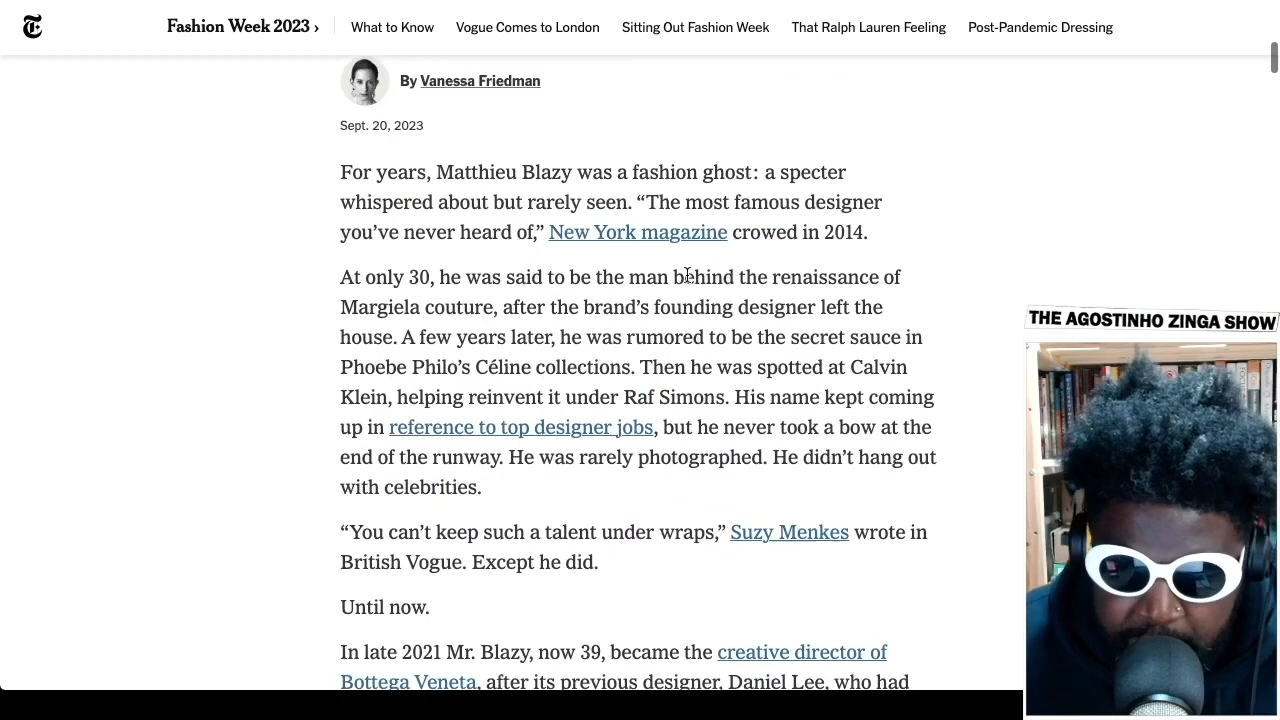 Fashion Week 2023 ›
What to Know
Vogue Comes to London
Sitting Out Fashion Week
That Ralph Lauren Feeling
Post-Pandemic Dressing
By Vanessa Friedman
Sept. 20, 2023
For years, Matthieu Blazy was a fashion ghost: a specter
whispered about but rarely seen. “The most famous designer
you’ve never heard of,” New York magazine crowed in 2014.
At only 30, he was said to be the man behind the renaissance of
Margiela couture, after the brand’s founding designer left the
house. A few years later, he was rumored to be the secret sauce in
Phoebe Philo’s Céline collections. Then he was spotted at Calvin
Klein, helping reinvent it under Raf Simons. His name kept coming
up in reference to top designer jobs, but he never took a bow at the
end of the runway. He was rarely photographed. He didn’t hang out
with celebrities.
“You can’t keep such a talent under wraps,” Suzy Menkes wrote in
British Vogue. Except he did.
Until now.
In late 2021 Mr. Blazy, now 39, became the creative director of
Bottega Veneta, after its previous designer, Daniel Lee, who had
THE AGOSTINHO ZINGA SHOW